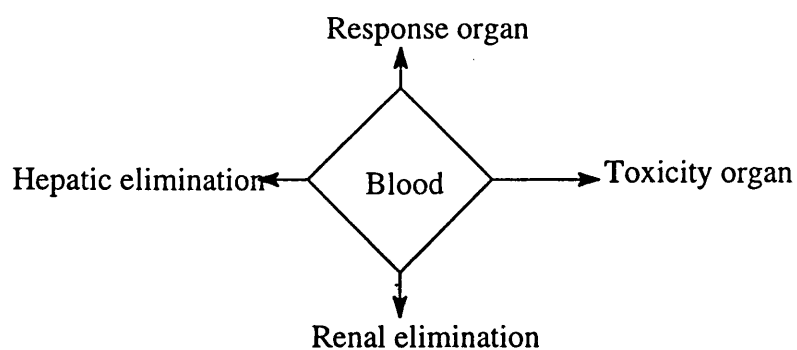 Response organ
Hepatic elimination
Blood
Toxicity organ
Renal elimination